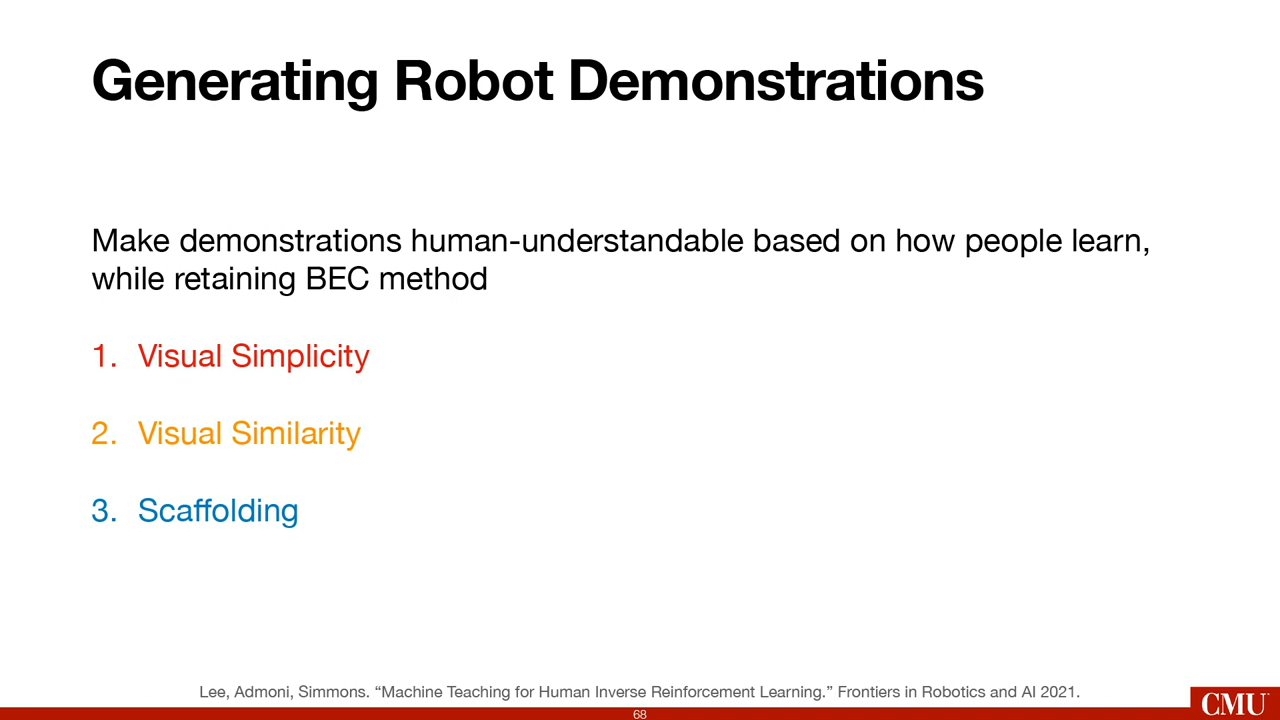 Generating Robot Demonstrations
Make demonstrations human-understandable based on how people learn,
while retaining BEC method
1. Visual Simplicity
2. Visual Similarity
3. Scaffolding
Lee, Admoni, Simmons. “Machine Teaching for Human Inverse Reinforcement Learning.” Frontiers in Robotics and AI 2021.
68
CMU